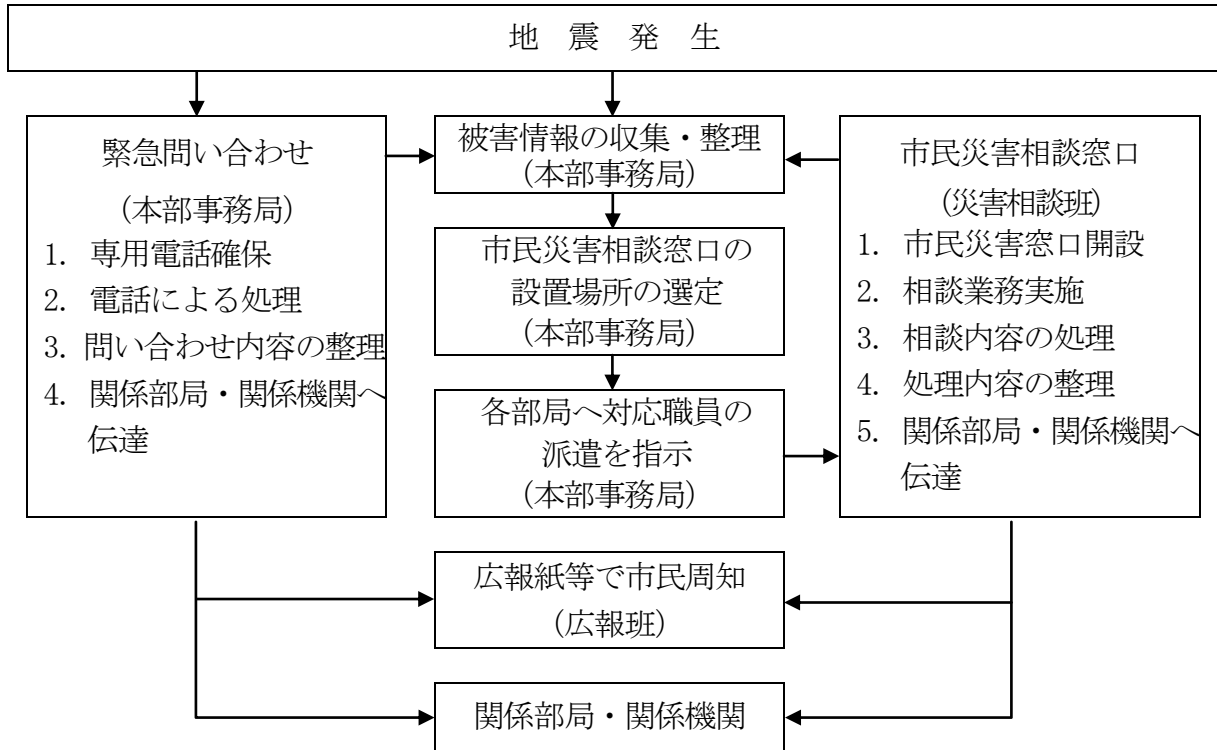 地　震　発　生
緊急問い合わせ
(本部事務局)
1. 専用電話確保
2. 電話による処理
3. 問い合わせ内容の整理
4. 関係部局・関係機関へ
伝達
被害情報の収集・整理
(本部事務局)
市民災害相談窓口の
設置場所の選定
(本部事務局)
各部局へ対応職員の
派遣を指示
(本部事務局)
市民災害相談窓口
(災害相談班)
1. 市民災害窓口開設
2. 相談業務実施
3. 相談内容の処理
4. 処理内容の整理
5. 関係部局・関係機関へ
伝達
広報紙等で市民周知
(広報班)
関係部局・関係機関